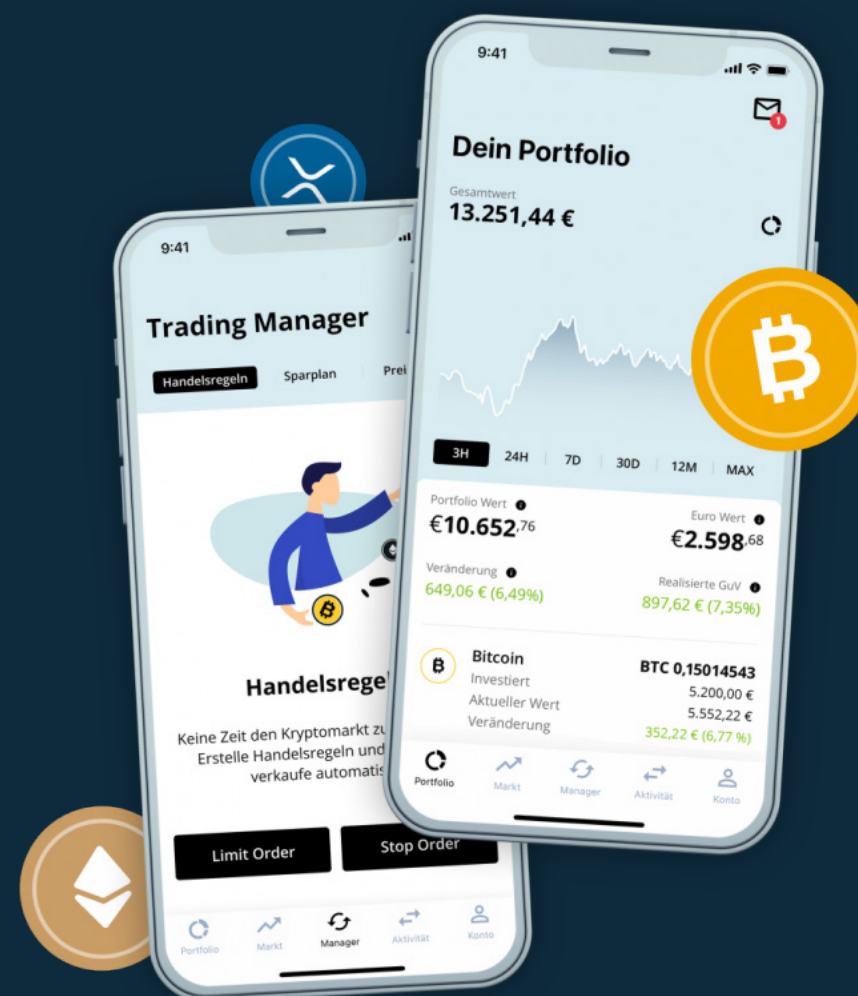 9:41
1
Dein Portfolio
Gesamtwert
13.251,44 €
3H 24H 7D 30D 12M MAX
Portfolio Wert Euro Wert
€10.652,76 €2.598,68
Veränderung Realisierte GuV
649,06 € (6,49%) 897,62 € (7,35%)
Bitcoin BTC 0,15014543
Investiert 5.200,00 €
Aktueller Wert 5.552,22 €
Veränderung 352,22 € (6,77 %)
Portfolio Markt Manager Aktivität Konto
9:41
Trading Manager
Handelsregeln Sparplan
Keine Zeit den Kryptomarkt
Erstelle Handelsregeln und
verkaufe
Limit Order Stop Order
Portfolio Markt Manager Aktivität Konto